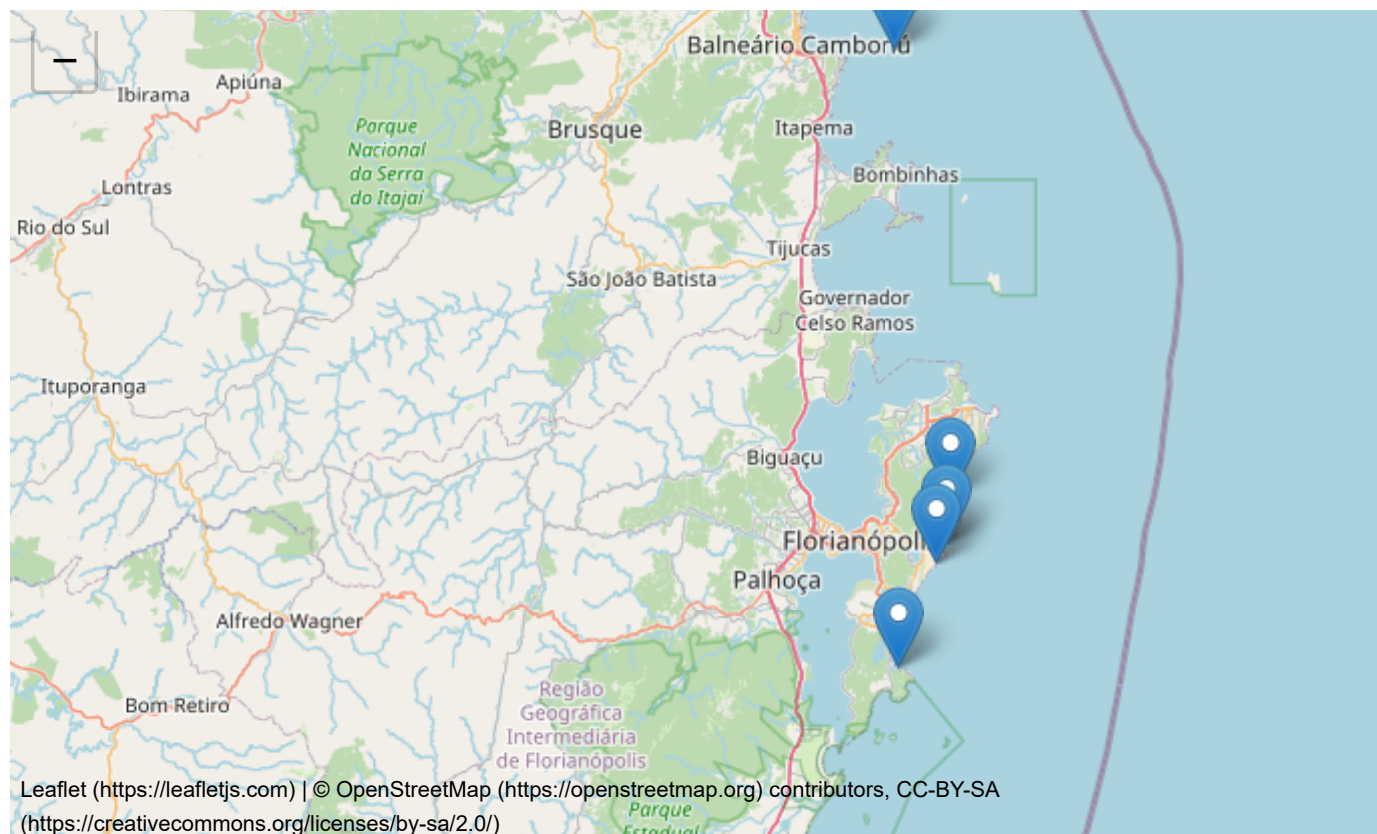 Balneário Camboriú
−
Apiúna
Ibirama
Parque
Nacional
da Serra
do Itajaí
Brusque
Itapema
Lontras
Bombinhas
Rio do Sul
Tijucas
São João Batista
Governador
Celso Ramos
Ituporanga
Biguaçu
Florianópoli
Palhoça
Alfredo Wagner
Bom Retiro
Região
Geográfica
Intermediária
de Florianópolis
Leaflet (https://leafletjs.com) | © OpenStreetMap (https://openstreetmap.org) contributors, CC-BY-SA
(https://creativecommons.org/licenses/by-sa/2.0/)
Parque
Estadual